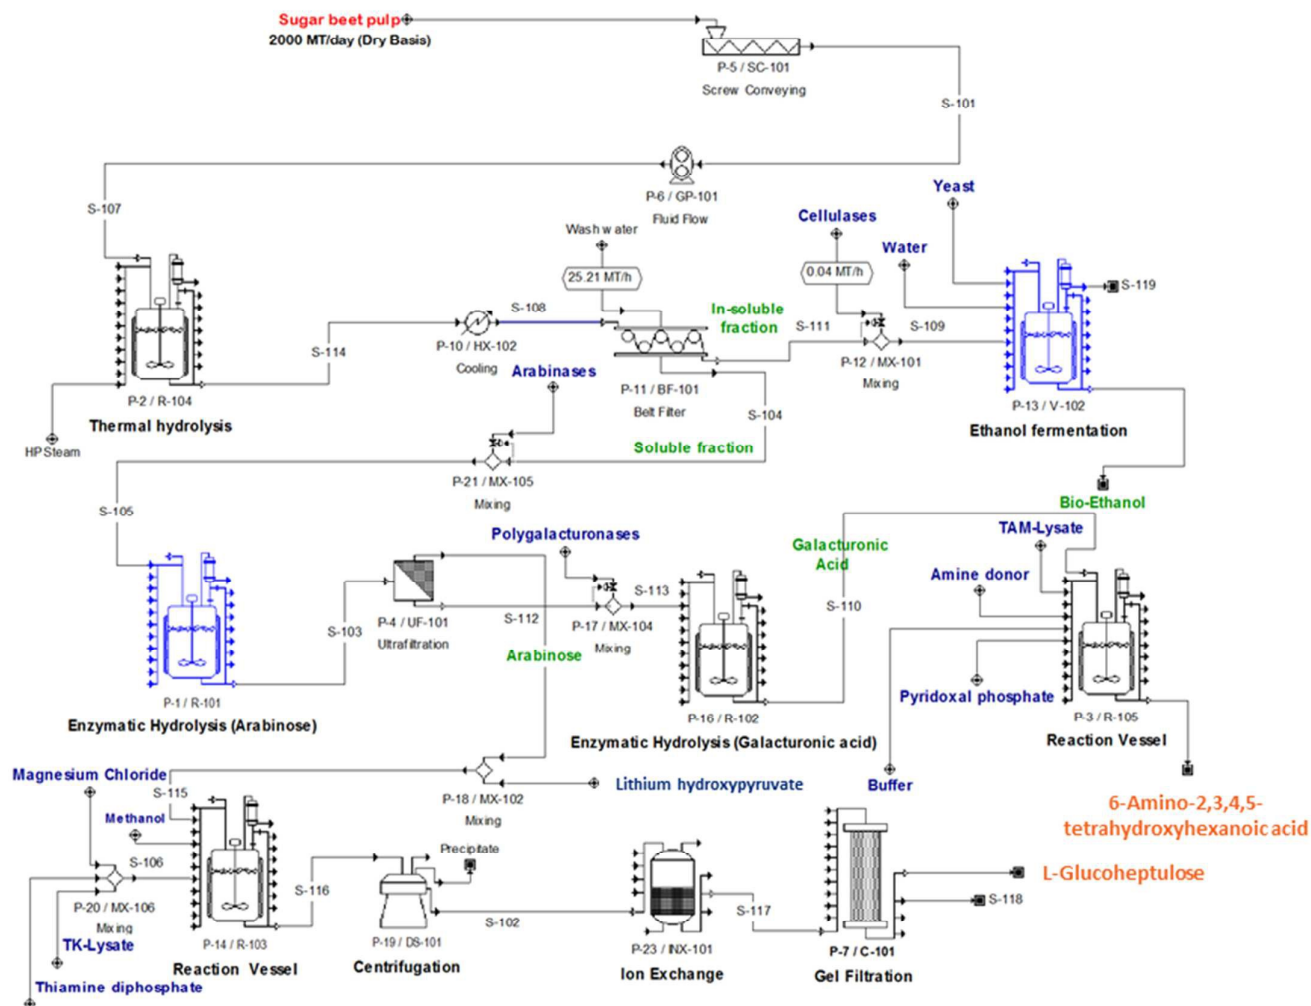 Sugar beet pulp
2000 MT/day (Dry Basis)
P-5 / SC-101
Screw Conveying
S-101
P-6 / GP-101
Fluid Flow
S-107
Yeast
Cellulases
Wash water
Water
25.21 MT/h
0.04 MT/h
S-119
S-108
In-soluble
fraction
S-111
S-109
S-114
P-10 / HX-102
Cooling
P-12 / MX-101
Mixing
Arabinases
P-11 / BF-101
Belt Filter
S-104
P-2 / R-104
Thermal hydrolysis
P-13 / V-102
Ethanol fermentation
HP Steam
Soluble fraction
P-21 / MX-105
Mixing
S-105
Bio-Ethanol
Polygalacturonases
TAM-Lysate
Galacturonic
Acid
Amine donor
S-113
S-110
S-103
P-4 / UF-101
Ultrafiltration
S-112
P-17 / MX-104
Mixing
Arabinose
Pyridoxal phosphate
P-1 / R-101
Enzymatic Hydrolysis (Arabinose)
P-16 / R-102
Enzymatic Hydrolysis (Galacturonic acid)
P-3 / R-105
Reaction Vessel
Magnesium Chloride
S-115
P-18 / MX-102
Mixing
Lithium hydroxypyruvate
Buffer
6-Amino-2,3,4,5-
tetrahydroxyhexanoic acid
Methanol
Precipitate
S-106
S-116
L-Glucoheptulose
S-102
S-117
S-118
P-20 / MX-106
Mixing
TK-Lysate
Thiamine diphosphate
P-14 / R-103
Reaction Vessel
P-19 / DS-101
Centrifugation
P-23 / INX-101
Ion Exchange
P-7 / C-101
Gel Filtration